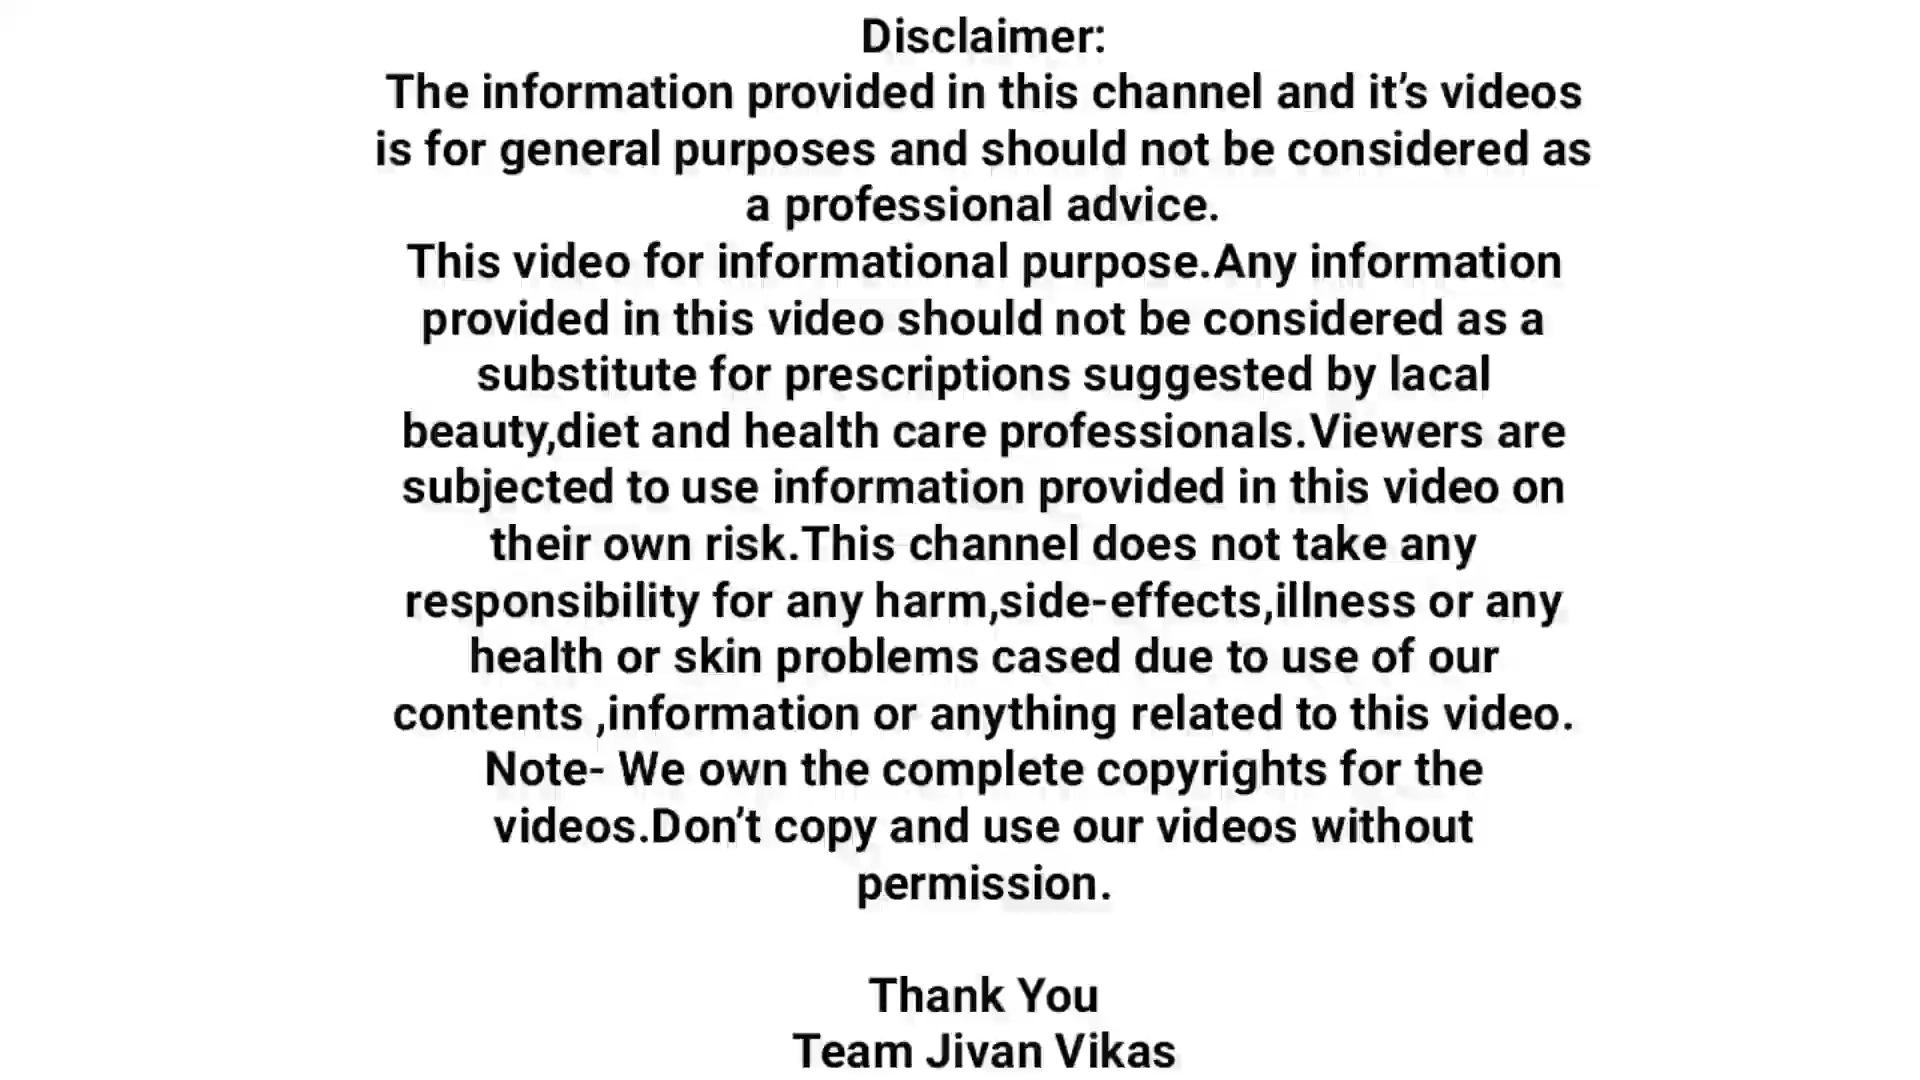 Disclaimer:
The information provided in this channel and it’s videos
is for general purposes and should not be considered as
a professional advice.
This video for informational purpose.Any information
provided in this video should not be considered as a
substitute for prescriptions suggested by lacal
beauty,diet and health care professionals.Viewers are
subjected to use information provided in this video on
their own risk.This channel does not take any
responsibility for any harm,side-effects,illness or any
health or skin problems cased due to use of our
contents ,information or anything related to this video.
Note- We own the complete copyrights for the
videos.Don’t copy and use our videos without
permission.
Thank You
Team Jivan Vikas